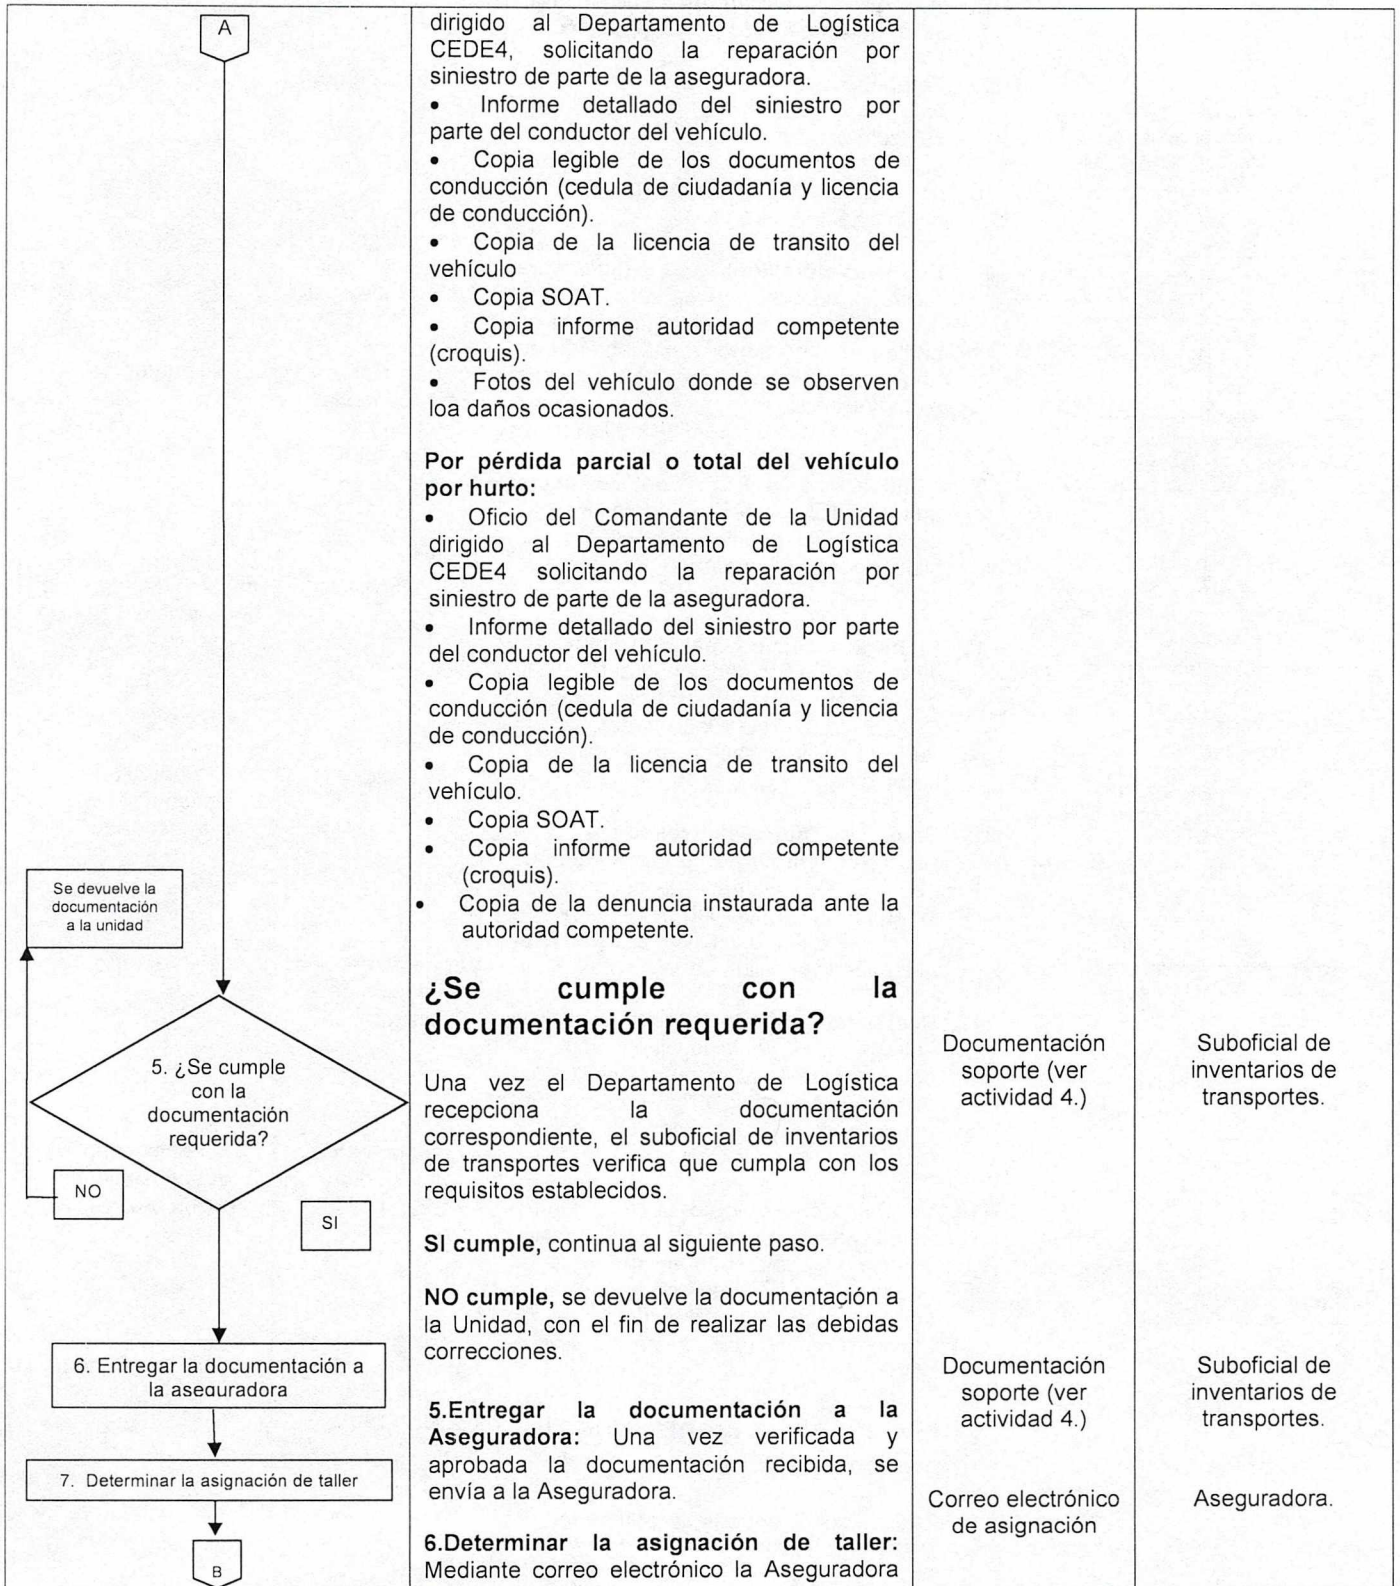 A
Se devuelve la
documentación
a la unidad
5. ¿Se cumple
con la
documentación
requerida?
NO
SI
6. Entregar la documentación a
la aseguradora
7. Determinar la asignación de taller
B
dirigido al Departamento de Logística
CEDE4, solicitando la reparación por
siniestro de parte de la aseguradora.
• Informe detallado del siniestro por
parte del conductor del vehículo.
• Copia legible de los documentos de
conducción (cedula de ciudadanía y licencia
de conducción).
• Copia de la licencia de transito del
vehículo
• Copia SOAT.
• Copia informe autoridad competente
(croquis).
• Fotos del vehículo donde se observen
loa daños ocasionados.
Por pérdida parcial o total del vehículo
por hurto:
• Oficio del Comandante de la Unidad
dirigido al Departamento de Logística
CEDE4 solicitando la reparación por
siniestro de parte de la aseguradora.
• Informe detallado del siniestro por parte
del conductor del vehículo.
• Copia legible de los documentos de
conducción (cedula de ciudadanía y licencia
de conducción).
• Copia de la licencia de transito del
vehículo.
• Copia SOAT.
• Copia informe autoridad competente
(croquis).
• Copia de la denuncia instaurada ante la
autoridad competente.
¿Se cumple con la
documentación requerida?
Una vez el Departamento de Logística
recepciona la documentación
correspondiente, el suboficial de inventarios
de transportes verifica que cumpla con los
requisitos establecidos.
SI cumple, continua al siguiente paso.
NO cumple, se devuelve la documentación a
la Unidad, con el fin de realizar las debidas
correcciones.
5.Entregar la documentación a la
Aseguradora: Una vez verificada y
aprobada la documentación recibida, se
envía a la Aseguradora.
6.Determinar la asignación de taller:
Mediante correo electrónico la Aseguradora
Documentación
soporte (ver
actividad 4.)
Documentación
soporte (ver
actividad 4.)
Correo electrónico
de asignación
Suboficial de
inventarios de
transportes.
Suboficial de
inventarios de
transportes.
Aseguradora.